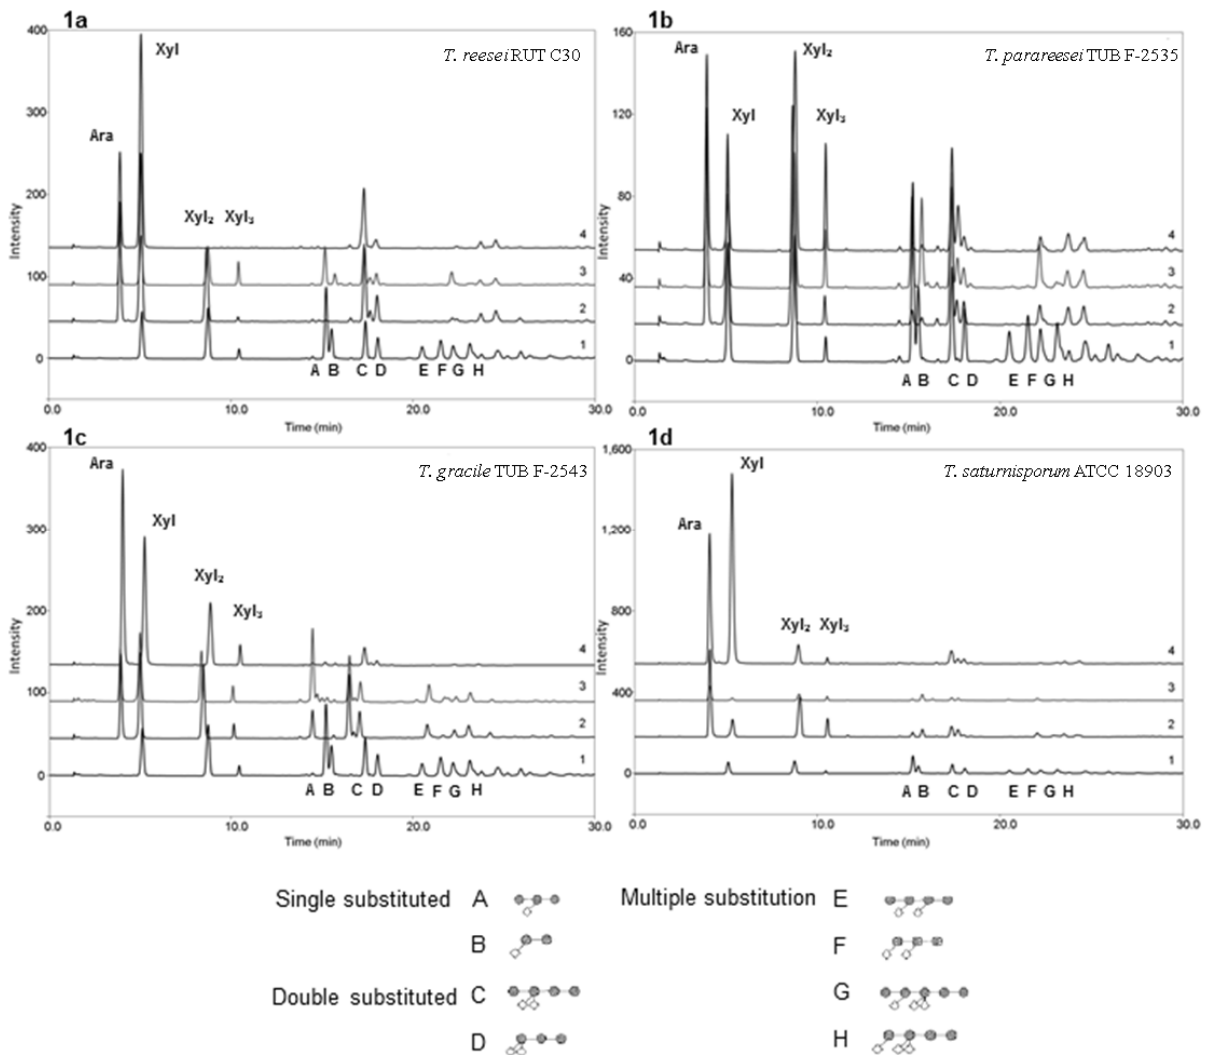 1a
T. reesei RUT C30
Intensity
400
300
200
100
0
Ara
Xyl
Xyl₂ Xyl₃
4
3
2
1
A B C D E F G H
0.0 10.0 20.0 30.0
Time (min)
1b
T. parareesei TUB F-2535
Intensity
160
120
80
40
0
Ara
Xyl
Xyl₂
Xyl₃
4
3
2
1
A B C D E F G H
0.0 10.0 20.0 30.0
Time (min)
1c
T. gracile TUB F-2543
Intensity
400
300
200
100
0
Ara
Xyl
Xyl₂
Xyl₃
4
3
2
1
A B C D E F G H
0.0 10.0 20.0 30.0
Time (min)
1d
T. saturnisporum ATCC 18903
Intensity
1,600
1,200
800
400
0
Ara
Xyl
Xyl₂ Xyl₃
4
3
2
1
A B C D E F G H
0.0 10.0 20.0 30.0
Time (min)
Single substituted A
B
Double substituted C
D
Multiple substitution E
F
G
H